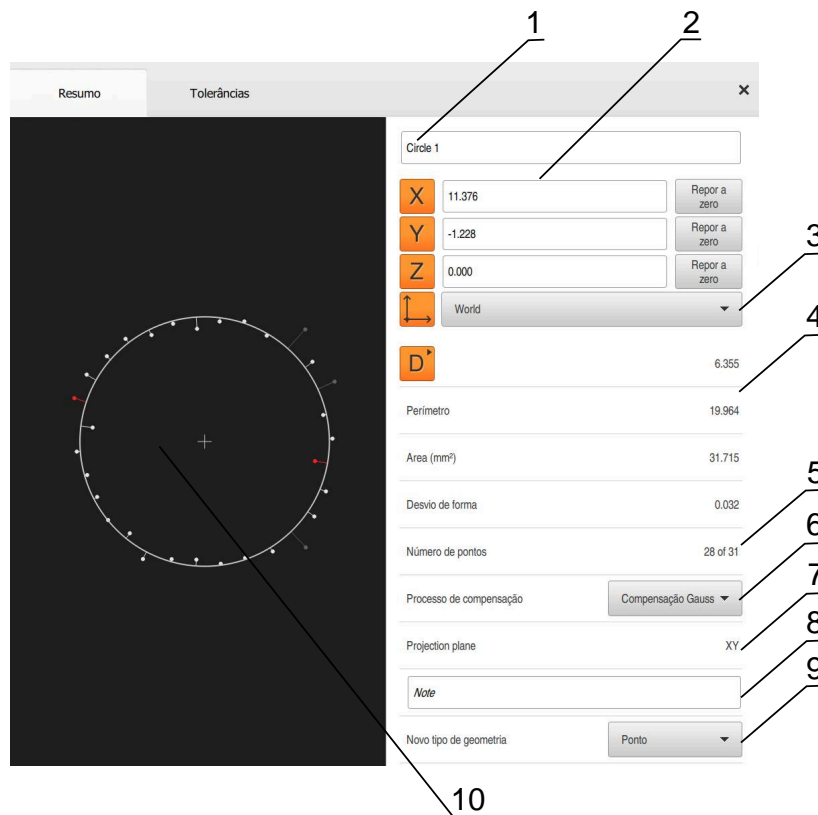 1
2
Resumo
Tolerâncias
×
Circle 1
X
11.376
Repor a
zero
Y
-1.228
Repor a
zero
3
Z
0.000
Repor a
zero
World
4
D
6.355
Perímetro
19.964
Area (mm²)
31.715
5
Desvio de forma
0.032
6
Número de pontos
28 of 31
7
Processo de compensação
Compensação Gauss
8
Projection plane
XY
9
Note
Novo tipo de geometria
Ponto
10